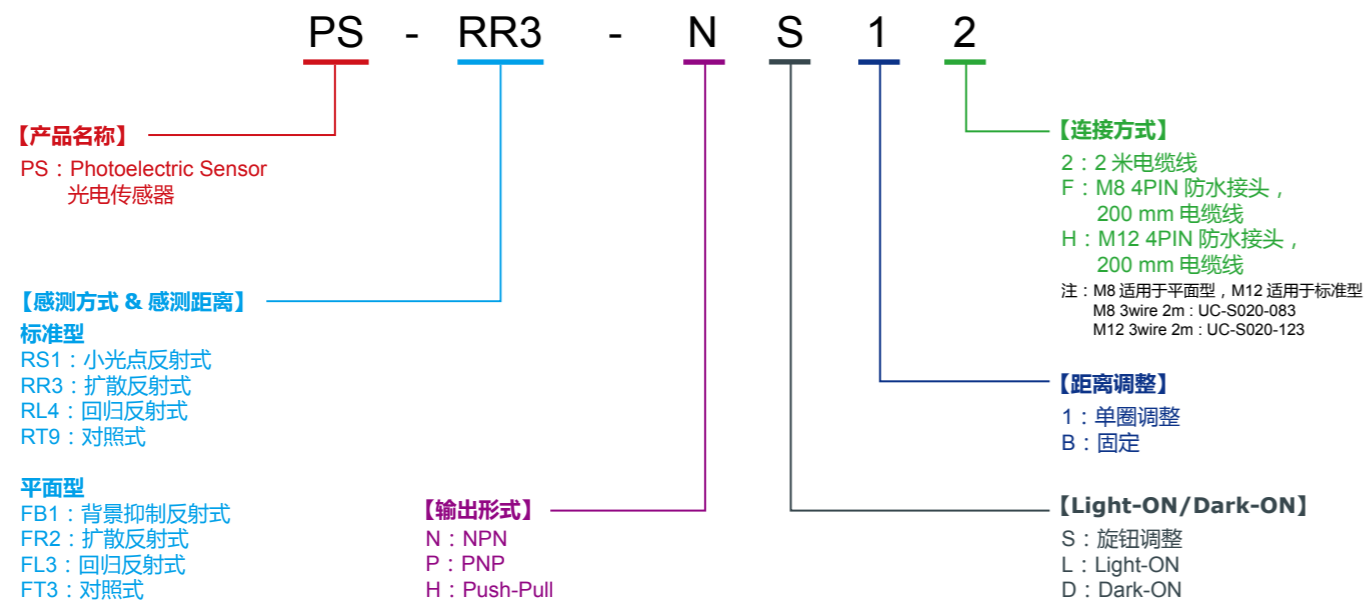 PS - RR3 - N S 1 2
【产品名称】
PS：Photoelectric Sensor
光电传感器
【感测方式 & 感测距离】
标准型
RS1：小光点反射式
RR3：扩散反射式
RL4：回归反射式
RT9：对照式
平面型
FB1：背景抑制反射式
FR2：扩散反射式
FL3：回归反射式
FT3：对照式
【输出形式】
N：NPN
P：PNP
H：Push-Pull
【连接方式】
2：2 米电缆线
F：M8 4PIN 防水接头，
200 mm 电缆线
H：M12 4PIN 防水接头，
200 mm 电缆线
注：M8 适用于平面型，M12 适用于标准型
M8 3wire 2m : UC-S020-083
M12 3wire 2m : UC-S020-123
【距离调整】
1：单圈调整
B：固定
【Light-ON/Dark-ON】
S：旋钮调整
L：Light-ON
D：Dark-ON